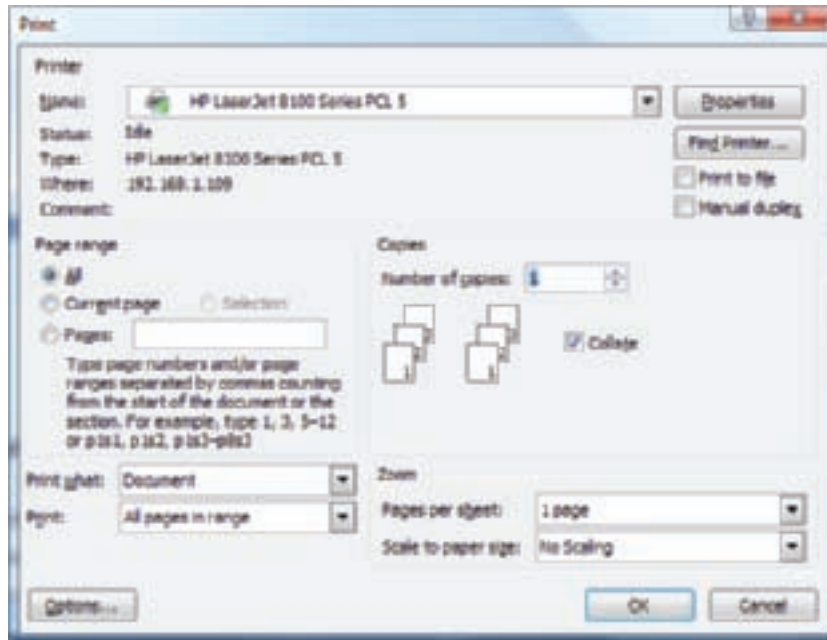 Print
Printer
Name: HP LaserJet 8100 Series PCL 5
Properties
Status: Idle
Find Printer...
Type: HP LaserJet 8100 Series PCL 5
Where: 192.168.1.109
Print to file
Comment:
Manual duplex
Page range
All
Current page Selection
Pages:
Type page numbers and/or page
ranges separated by commas counting
from the start of the document or the
section. For example, type 1, 3, 5-12
or p1s1, p1s2, p1s3-p8s3
Copies
Number of copies: 1
1
1
Collate
Print what: Document
Print: All pages in range
Zoom
Pages per sheet: 1 page
Scale to paper size: No Scaling
Options...
OK
Cancel